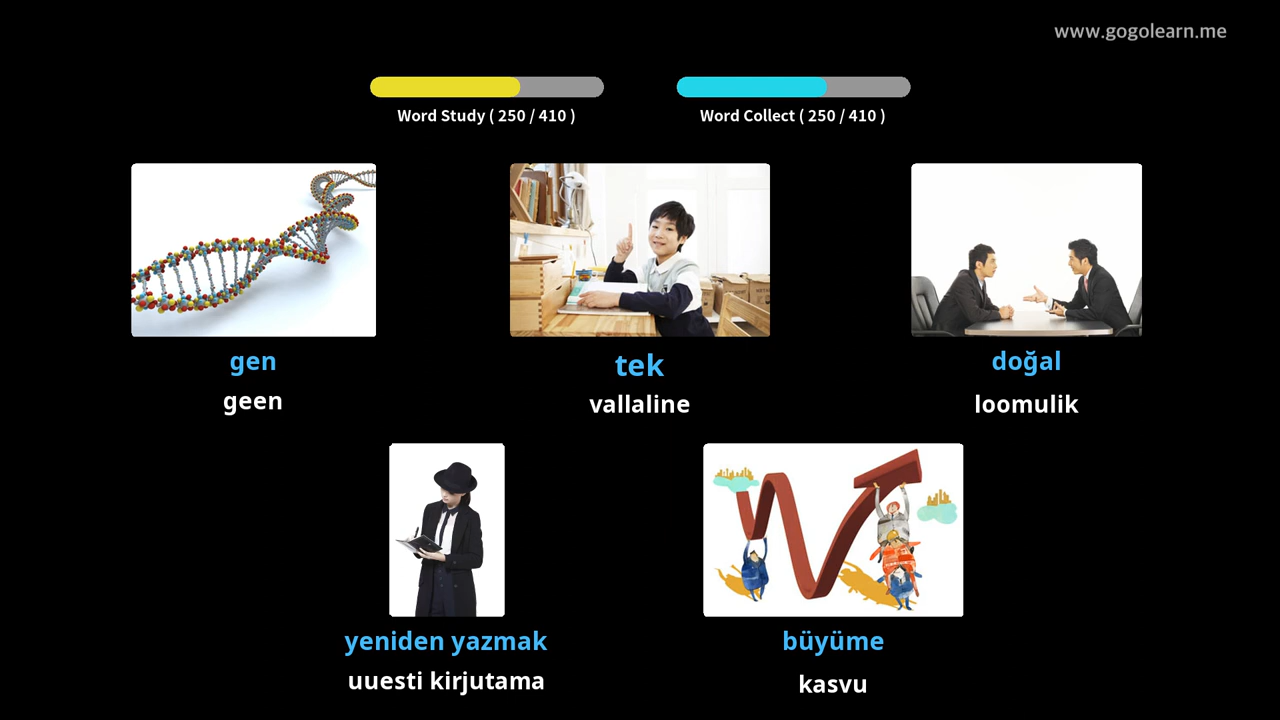 www.gogolearn.me
Word Study ( 250 / 410 )
Word Collect ( 250 / 410 )
gen
geen
tek
vallaline
doğal
loomulik
yeniden yazmak
uuesti kirjutama
büyüme
kasvu